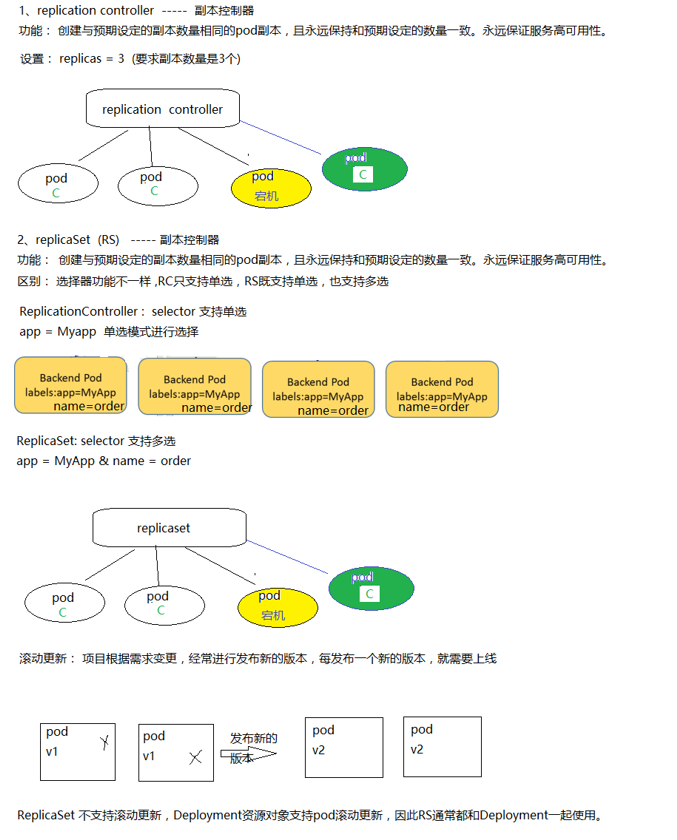 1、replication controller ----- 副本控制器
功能： 创建与预期设定的副本数量相同的pod副本，且永远保持和预期设定的数量一致。永远保证服务高可用性。
设置： replicas = 3 (要求副本数量是3个)
replication controller
pod
C
pod
C
pod
宕机
pod
C
2、replicaSet (RS) ----- 副本控制器
功能： 创建与预期设定的副本数量相同的pod副本，且永远保持和预期设定的数量一致。永远保证服务高可用性。
区别： 选择器功能不一样 ,RC只支持单选，RS既支持单选，也支持多选
ReplicationController： selector 支持单选
app = Myapp 单选模式进行选择
Backend Pod
labels:app=MyApp
name=order
Backend Pod
labels:app=MyApp
name=order
Backend Pod
labels:app=MyApp
name=order
Backend Pod
labels:app=MyApp
name=order
ReplicaSet: selector 支持多选
app = MyApp & name = order
replicaset
pod
C
pod
C
pod
宕机
pod
C
滚动更新： 项目根据需求变更，经常进行发布新的版本，每发布一个新的版本，就需要上线
pod
v1
pod
v1
发布新的
版本
pod
v2
pod
v2
ReplicaSet 不支持滚动更新，Deployment资源对象支持pod滚动更新，因此RS通常都和Deployment一起使用。